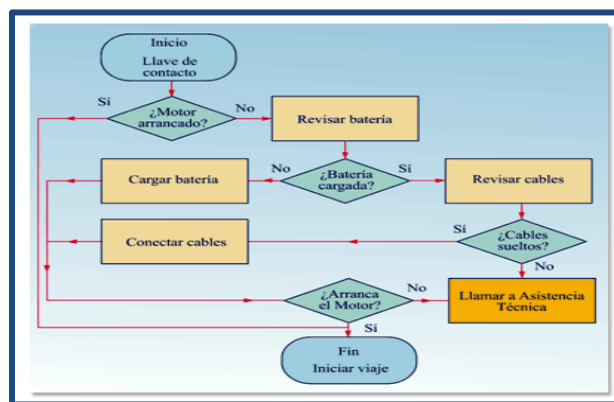 Inicio
Llave de
contacto
Sí
¿Motor
arrancado?
No
Revisar batería
Cargar batería
No
¿Batería
cargada?
Sí
Revisar cables
Conectar cables
Sí
¿Cables
sueltos?
No
¿Arranca
el Motor?
No
Llamar a Asistencia
Técnica
Sí
Fin
Iniciar viaje